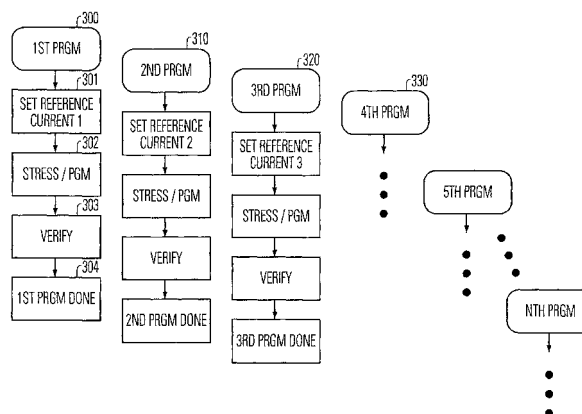 300
1ST PRGM
301
SET REFERENCE
CURRENT 1
302
STRESS / PGM
303
VERIFY
304
1ST PRGM DONE
310
2ND PRGM
SET REFERENCE
CURRENT 2
STRESS / PGM
VERIFY
2ND PRGM DONE
320
3RD PRGM
SET REFERENCE
CURRENT 3
STRESS / PGM
VERIFY
3RD PRGM DONE
330
4TH PRGM
5TH PRGM
NTH PRGM